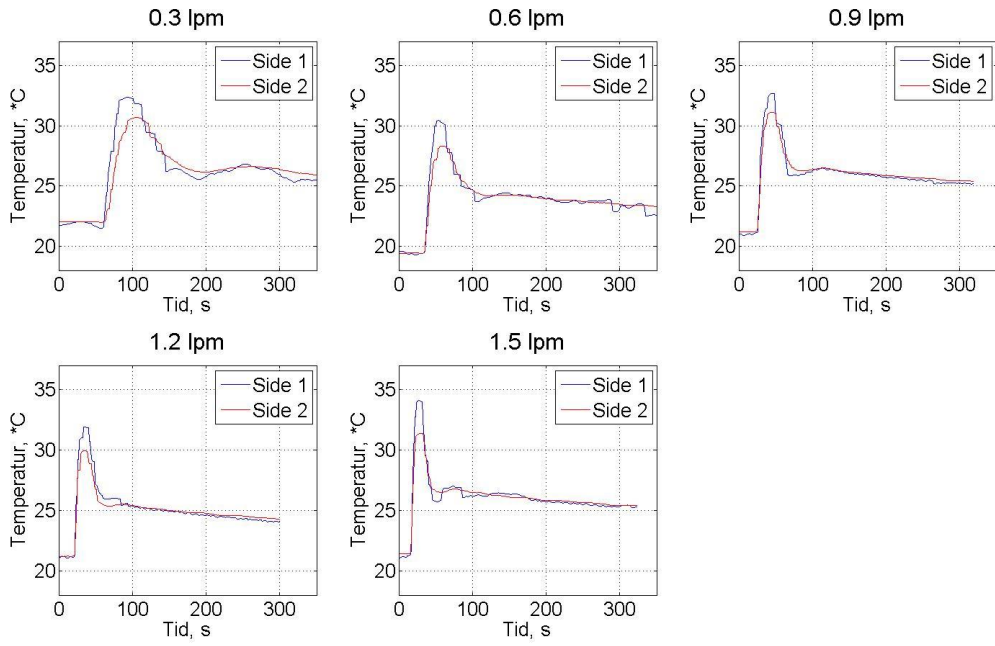 0.3 lpm
35
30
25
20
0
100
200
300
Temperatur, *C
Tid, s
Side 1
Side 2
0.6 lpm
35
30
25
20
0
100
200
300
Temperatur, *C
Tid, s
Side 1
Side 2
0.9 lpm
35
30
25
20
0
100
200
300
Temperatur, *C
Tid, s
Side 1
Side 2
1.2 lpm
35
30
25
20
0
100
200
300
Temperatur, *C
Tid, s
Side 1
Side 2
1.5 lpm
35
30
25
20
0
100
200
300
Temperatur, *C
Tid, s
Side 1
Side 2